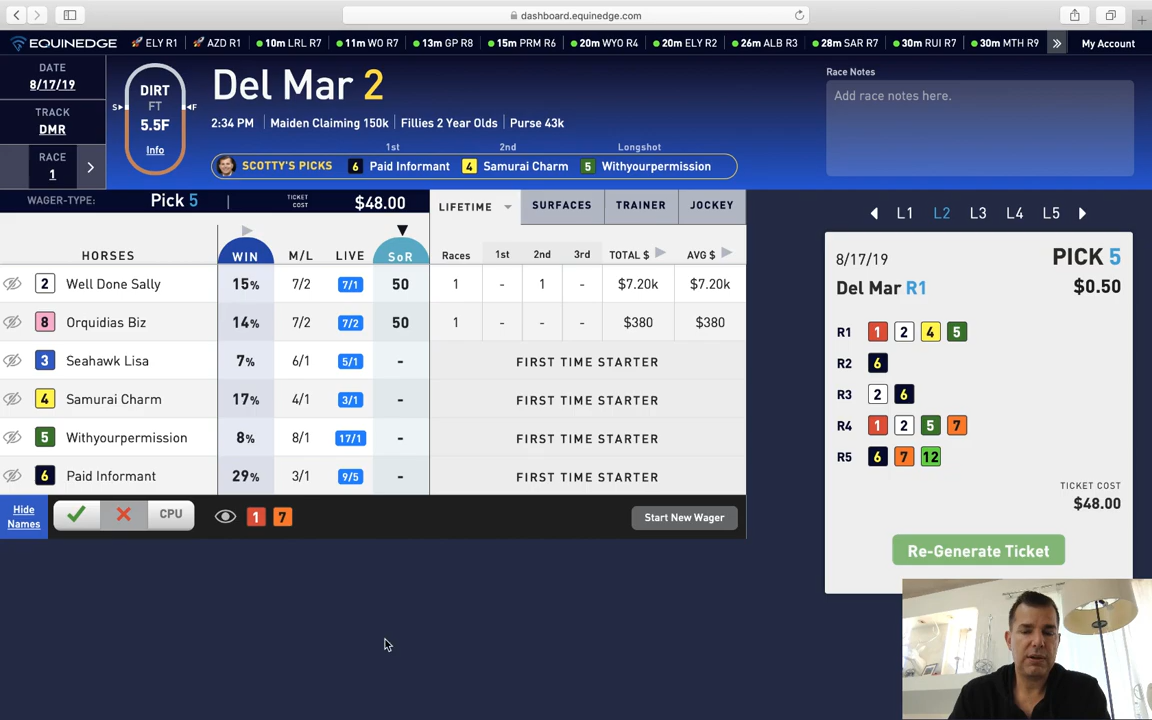 dashboard.equinedge.com
EQUINEDGE
ELY R1
AZD R1
10m LRL R7
11m WO R7
13m GP R8
15m PRM R6
20m WYO R4
20m ELY R2
26m ALB R3
28m SAR R7
30m RUI R7
30m MTH R9
My Account
DATE
8/17/19
TRACK
DMR
RACE
1
DIRT
FT
5.5F
Info
S
F
Del Mar 2
2:34 PM | Maiden Claiming 150k | Fillies 2 Year Olds | Purse 43k
1st 2nd Longshot
SCOTTY'S PICKS 6 Paid Informant 4 Samurai Charm 5 Withyourpermission
Race Notes
Add race notes here.
WAGER-TYPE: Pick 5 | TICKET COST $48.00
LIFETIME SURFACES TRAINER JOCKEY
HORSES WIN M/L LIVE SoR Races 1st 2nd 3rd TOTAL $ AVG $
2 Well Done Sally 15% 7/2 7/1 50 1 - 1 - $7.20k $7.20k
8 Orquidias Biz 14% 7/2 7/2 50 1 - - - $380 $380
3 Seahawk Lisa 7% 6/1 5/1 - FIRST TIME STARTER
4 Samurai Charm 17% 4/1 3/1 - FIRST TIME STARTER
5 Withyourpermission 8% 8/1 17/1 - FIRST TIME STARTER
6 Paid Informant 29% 3/1 9/5 - FIRST TIME STARTER
Hide Names
CPU
1 7
Start New Wager
L1 L2 L3 L4 L5
8/17/19 PICK 5
Del Mar R1 $0.50
R1 1 2 4 5
R2 6
R3 2 6
R4 1 2 5 7
R5 6 7 12
TICKET COST
$48.00
Re-Generate Ticket